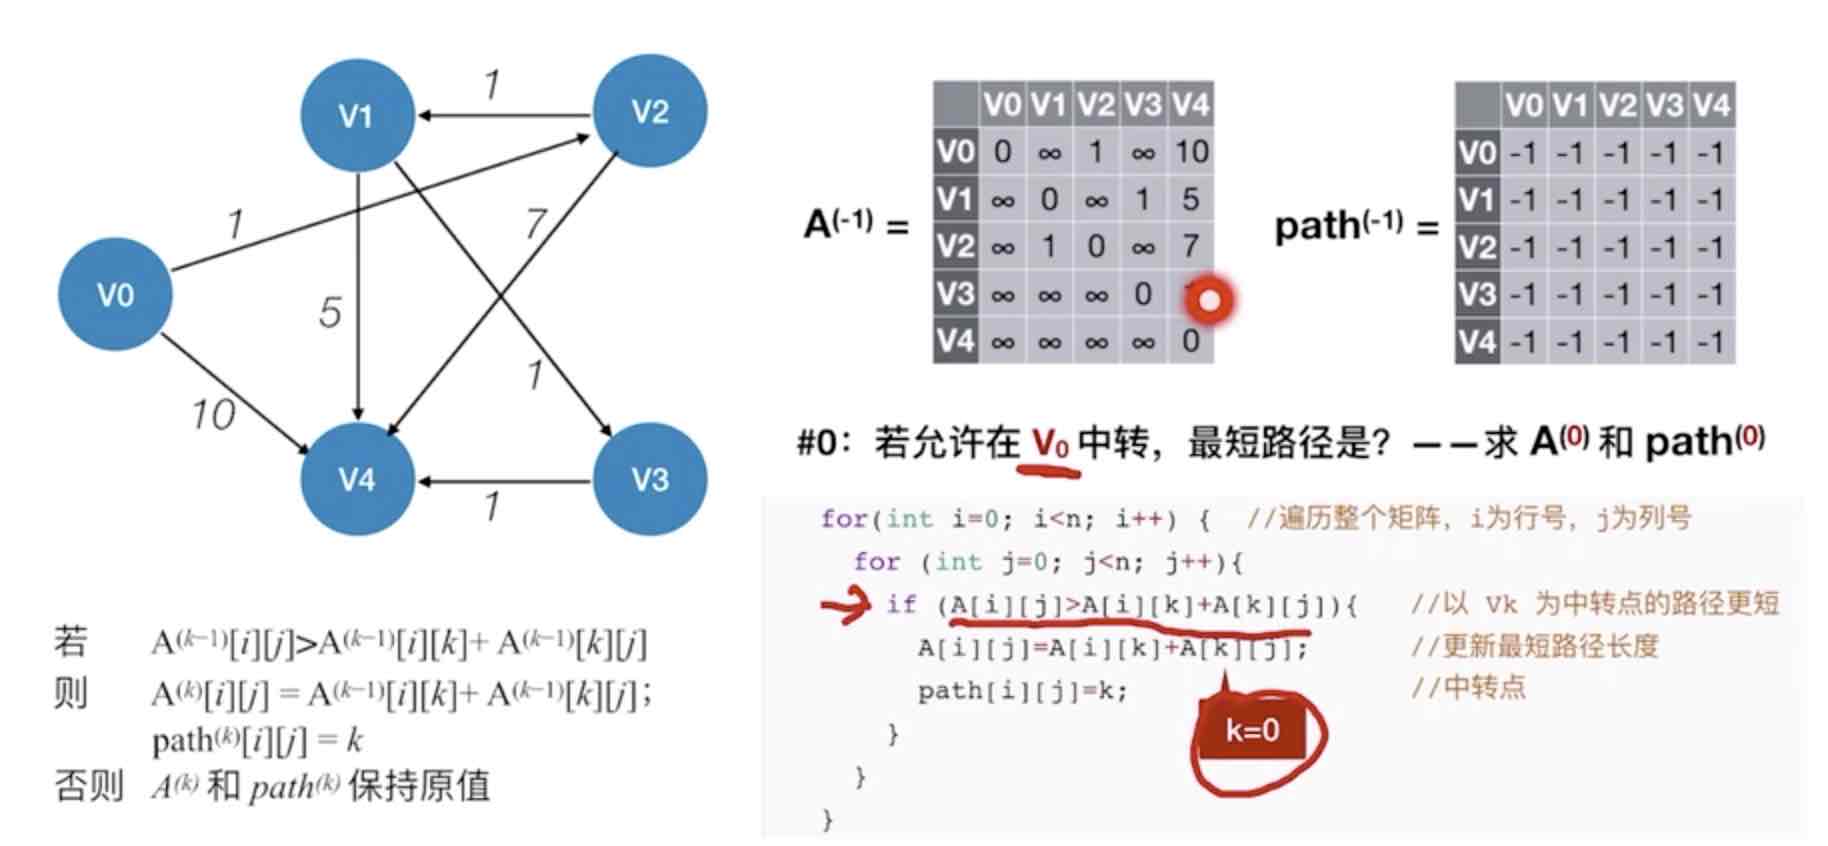 V1
V2
1
1
7
V0
5
1
10
V4
V3
1
A(-1) =
V0 V1 V2 V3 V4
V0 0 ∞ 1 ∞ 10
V1 ∞ 0 ∞ 1 5
V2 ∞ 1 0 ∞ 7
V3 ∞ ∞ ∞ 0
V4 ∞ ∞ ∞ ∞ 0
path(-1) =
V0 V1 V2 V3 V4
V0 -1 -1 -1 -1 -1
V1 -1 -1 -1 -1 -1
V2 -1 -1 -1 -1 -1
V3 -1 -1 -1 -1 -1
V4 -1 -1 -1 -1 -1
#0：若允许在 V0 中转，最短路径是？——求 A(0) 和 path(0)
for(int i=0; i<n; i++) { //遍历整个矩阵，i为行号，j为列号
for (int j=0; j<n; j++){
if (A[i][j]>A[i][k]+A[k][j]){ //以 Vk 为中转点的路径更短
A[i][j]=A[i][k]+A[k][j]; //更新最短路径长度
path[i][j]=k; //中转点
}
}
}
k=0
若 A(k−1)[i][j]>A(k−1)[i][k]+ A(k−1)[k][j]
则 A(k)[i][j] = A(k−1)[i][k]+ A(k−1)[k][j]；
path(k)[i][j] = k
否则 A(k) 和 path(k) 保持原值